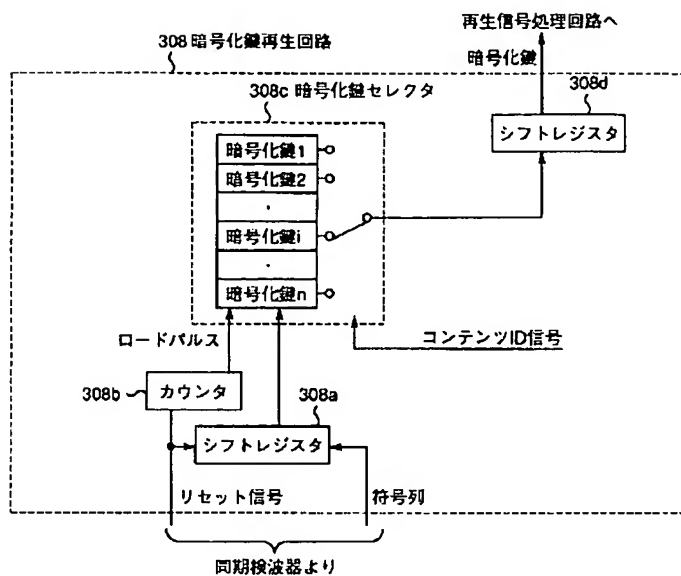 再生信号処理回路へ
308 暗号化鍵再生回路
暗号化鍵
308c 暗号化鍵セレクタ
308d
シフトレジスタ
暗号化鍵1
暗号化鍵2
・
暗号化鍵i
・
暗号化鍵n
ロードパルス
コンテンツID信号
308b
カウンタ
308a
シフトレジスタ
リセット信号
符号列
同期検波器より